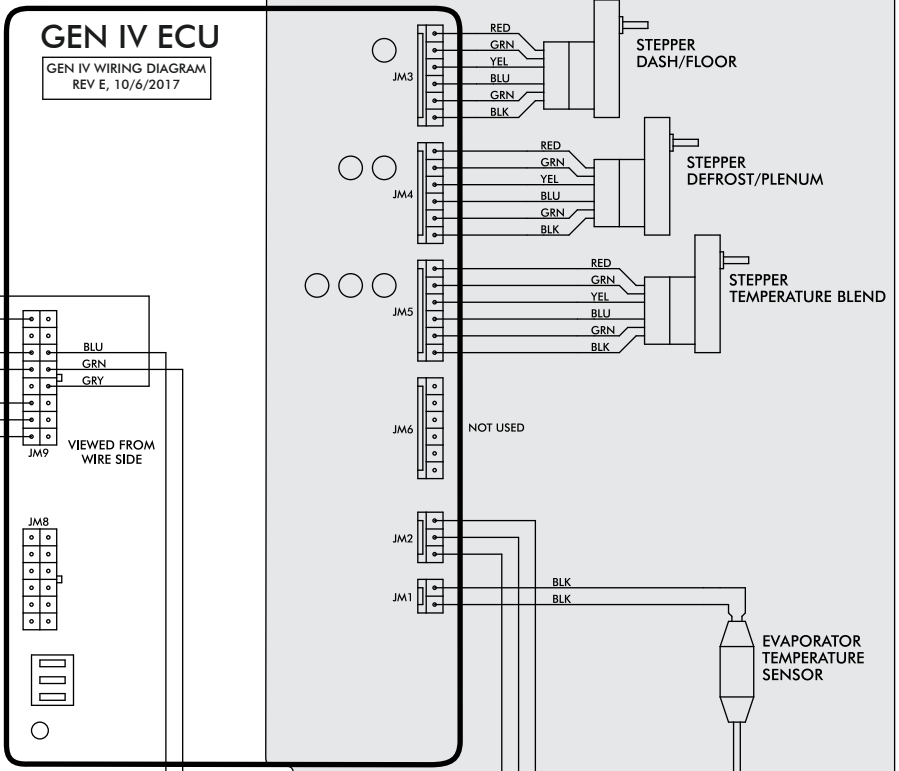 GEN IV ECU
GEN IV WIRING DIAGRAM
REV E, 10/6/2017
JM3
RED
GRN
YEL
BLU
GRN
BLK
STEPPER
DASH/FLOOR
JM4
RED
GRN
YEL
BLU
GRN
BLK
STEPPER
DEFROST/PLENUM
JM5
RED
GRN
YEL
BLU
GRN
BLK
STEPPER
TEMPERATURE BLEND
BLU
GRN
GRY
JM9
VIEWED FROM
WIRE SIDE
JM6
NOT USED
JM8
JM2
JM1
BLK
BLK
EVAPORATOR
TEMPERATURE
SENSOR